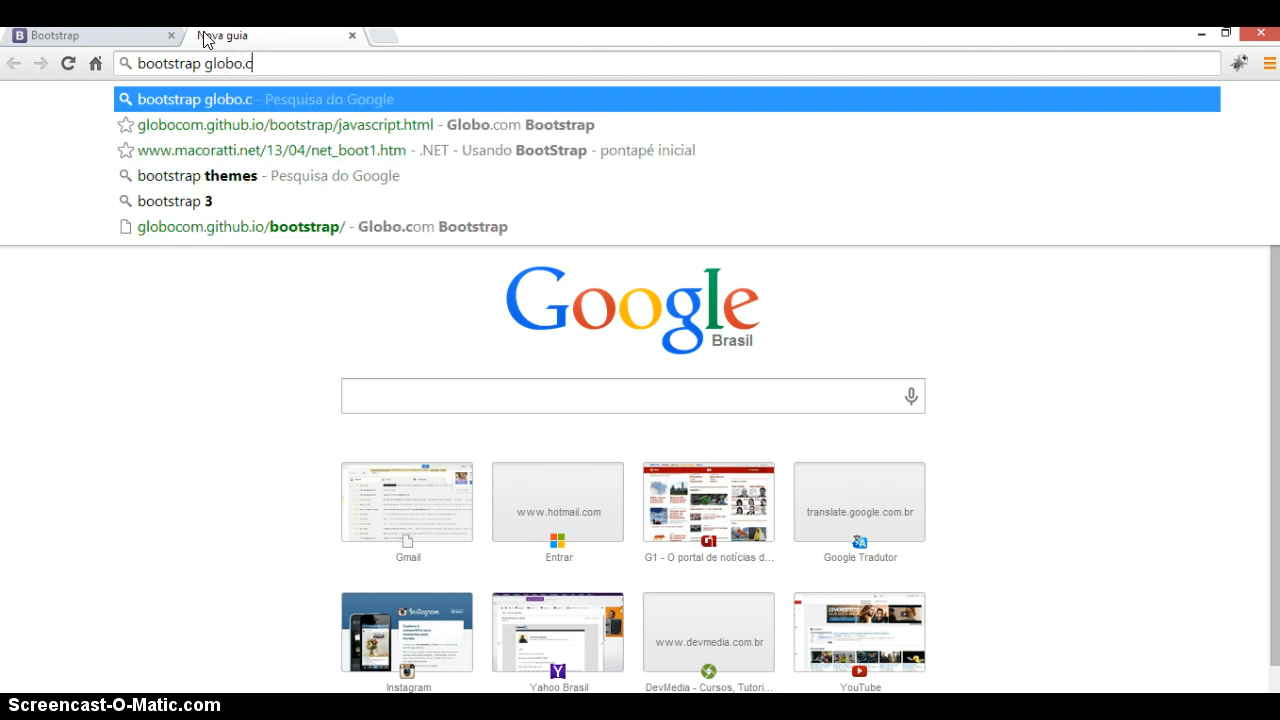 Bootstrap
Nova guia
bootstrap globo.c
bootstrap globo.c - Pesquisa do Google
globocom.github.io/bootstrap/javascript.html - Globo.com Bootstrap
www.macoratti.net/13/04/net_boot1.htm - .NET - Usando BootStrap - pontapé inicial
bootstrap themes - Pesquisa do Google
bootstrap 3
globocom.github.io/bootstrap/ - Globo.com Bootstrap
Google
Brasil
www.hotmail.com
translate.google.com.br
Gmail
Entrar
G1 - O portal de notícias d...
Google Tradutor
Instagram
www.devmedia.com.br
Instagram
Yahoo Brasil
DevMedia - Cursos, Tutori...
YouTube
Screencast-O-Matic.com